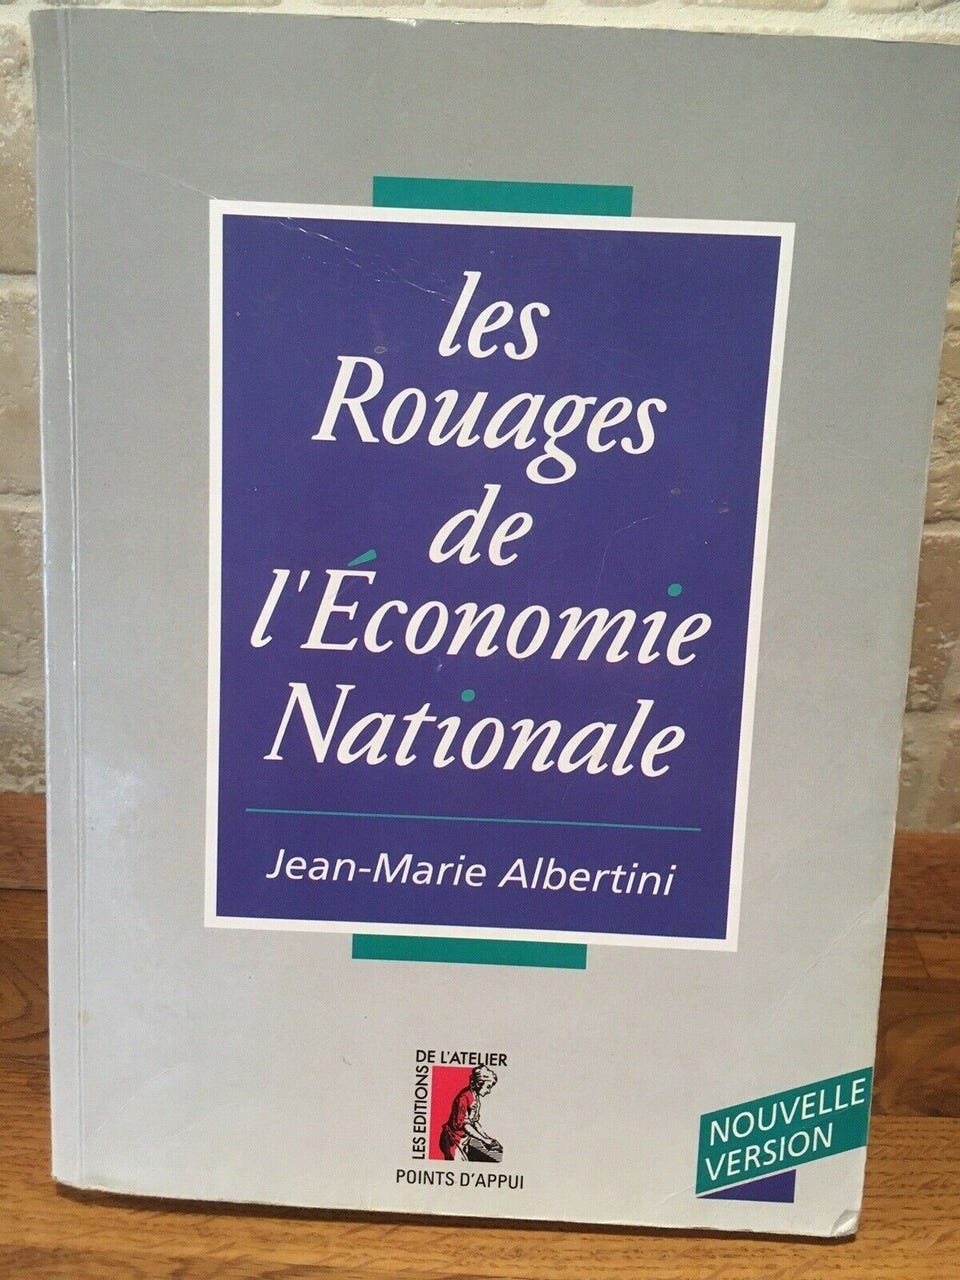 les
Rouages
de
l'Économie
Nationale
Jean-Marie Albertini
LES EDITIONS
DE L'ATELIER
POINTS D'APPUI
NOUVELLE
VERSION